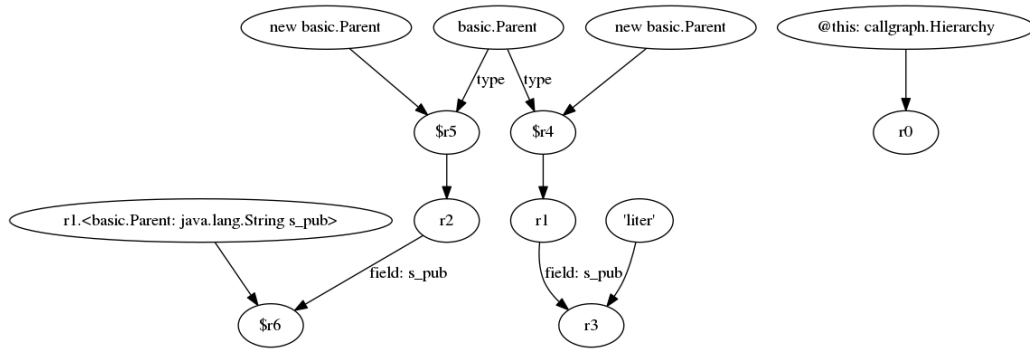 new basic.Parent
basic.Parent
new basic.Parent
@this: callgraph.Hierarchy
type
type
$r5
$r4
r0
r1.<basic.Parent: java.lang.String s_pub>
r2
r1
'liter'
field: s_pub
field: s_pub
$r6
r3